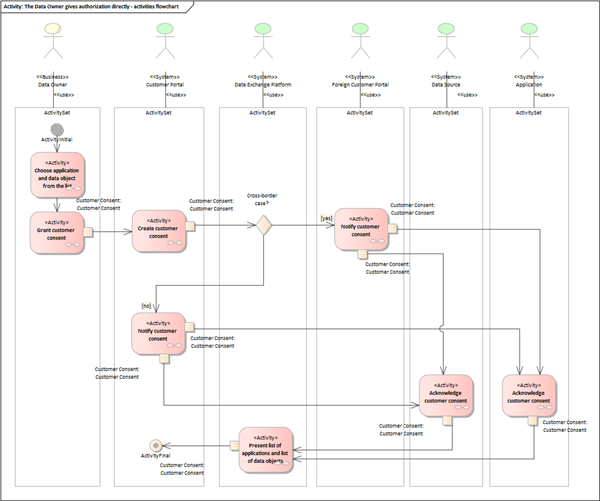 Activity: The Data Owner gives authorization directly - activities flowchart
<<Business>>
Data Owner
<<System>>
Customer Portal
<<System>>
Data Exchange Platform
<<System>>
Foreign Customer Portal
<<System>>
Data Source
<<System>>
Application
<<use>>
<<use>>
<<use>>
<<use>>
<<use>>
<<use>>
ActivitySet
ActivitySet
ActivitySet
ActivitySet
ActivitySet
ActivitySet
ActivityInitial
«Activity»
Choose application
and data object
from the list
Customer Consent:
Customer Consent
«Activity»
Grant customer
consent
«Activity»
Create customer
consent
Customer Consent:
Customer Consent
Cross-border
case?
[yes]
«Activity»
Notify customer
consent
Customer Consent:
Customer Consent
Customer Consent:
Customer Consent
[no]
«Activity»
Notify customer
consent
Customer Consent:
Customer Consent
Customer Consent:
Customer Consent
«Activity»
Acknowledge
customer consent
Customer Consent:
Customer Consent
«Activity»
Acknowledge
customer consent
Customer Consent:
Customer Consent
«Activity»
Present list of
applications and list
of data objects
Customer Consent:
Customer Consent
ActivityFinal